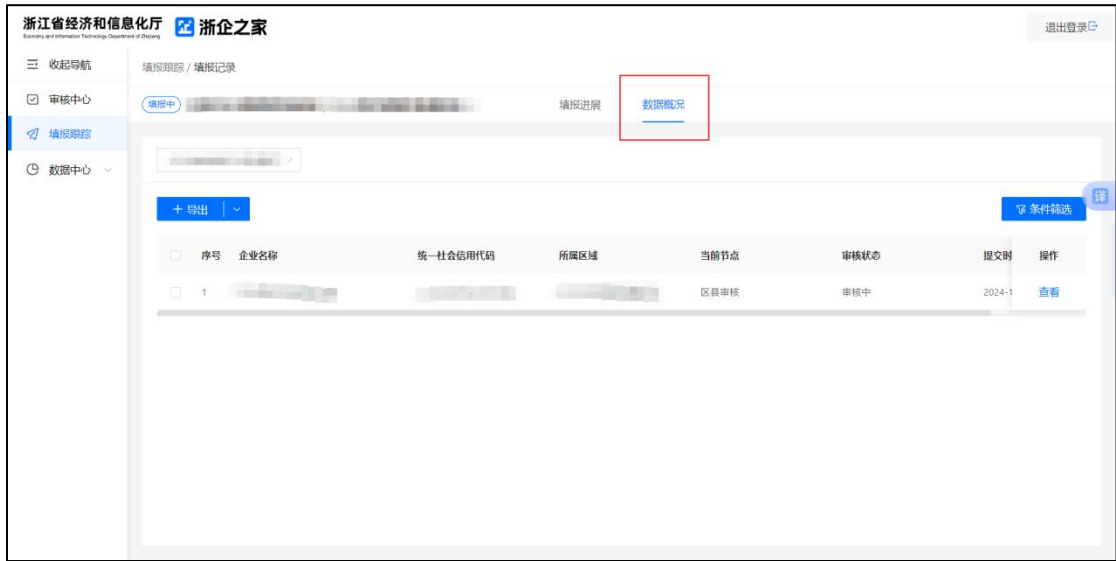 浙江省经济和信息化厅 浙企之家
Economy and Information Technology Department of Zhejiang
退出登录
收起导航
填报跟踪 / 填报记录
审核中心
填报中
填报进展 数据概况
填报跟踪
数据中心
译
+ 导出 条件筛选
序号 企业名称 统一社会信用代码 所属区域 当前节点 审核状态 提交时 操作
1 区县审核 审核中 2024-1 查看